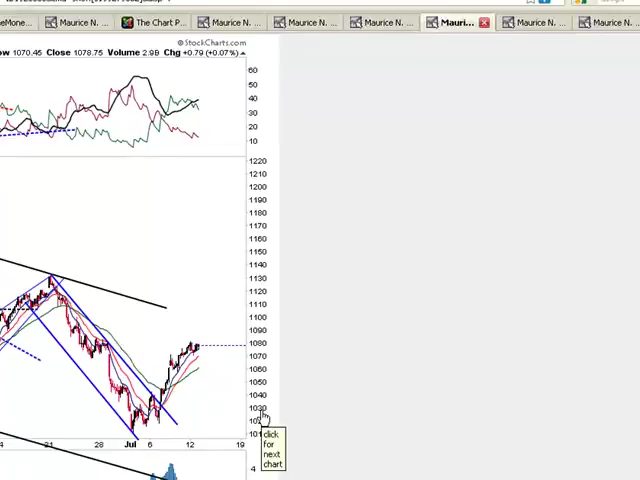 Maurice N. ...
The Chart P...
Maurice N. ...
Maurice N. ...
Maurice N. ...
Mauri...
Maurice N. ...
Maurice N.
© StockCharts.com
ow 1070.45 Close 1078.75 Volume 2.9B Chg +0.79 (+0.07%)
60
50
40
30
20
10
1220
1210
1200
1190
1180
1170
1160
1150
1140
1130
1120
1110
1100
1090
1080
1070
1060
1050
1040
1030
21 28 Jul 6 12 19
click
for
next
chart
4